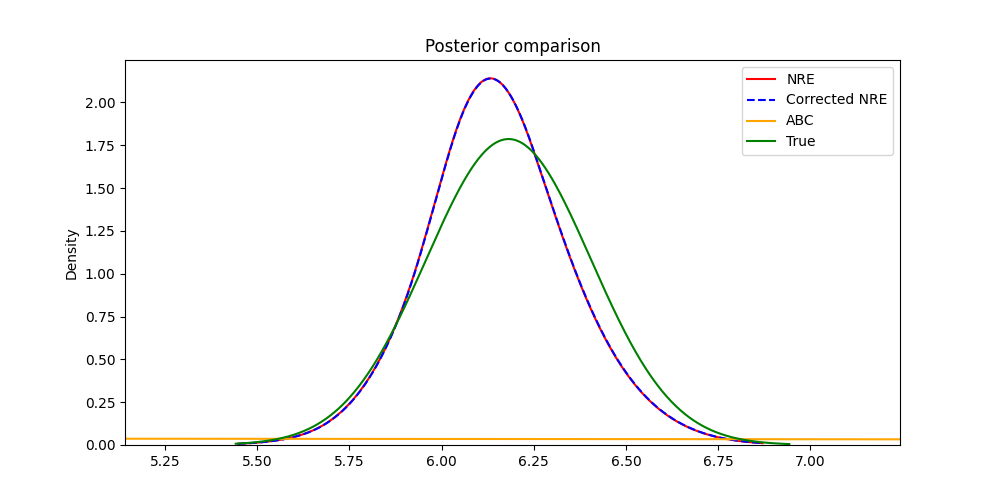 Posterior comparison
NRE
Corrected NRE
ABC
True
Density
2.00
1.75
1.50
1.25
1.00
0.75
0.50
0.25
0.00
5.25 5.50 5.75 6.00 6.25 6.50 6.75 7.00